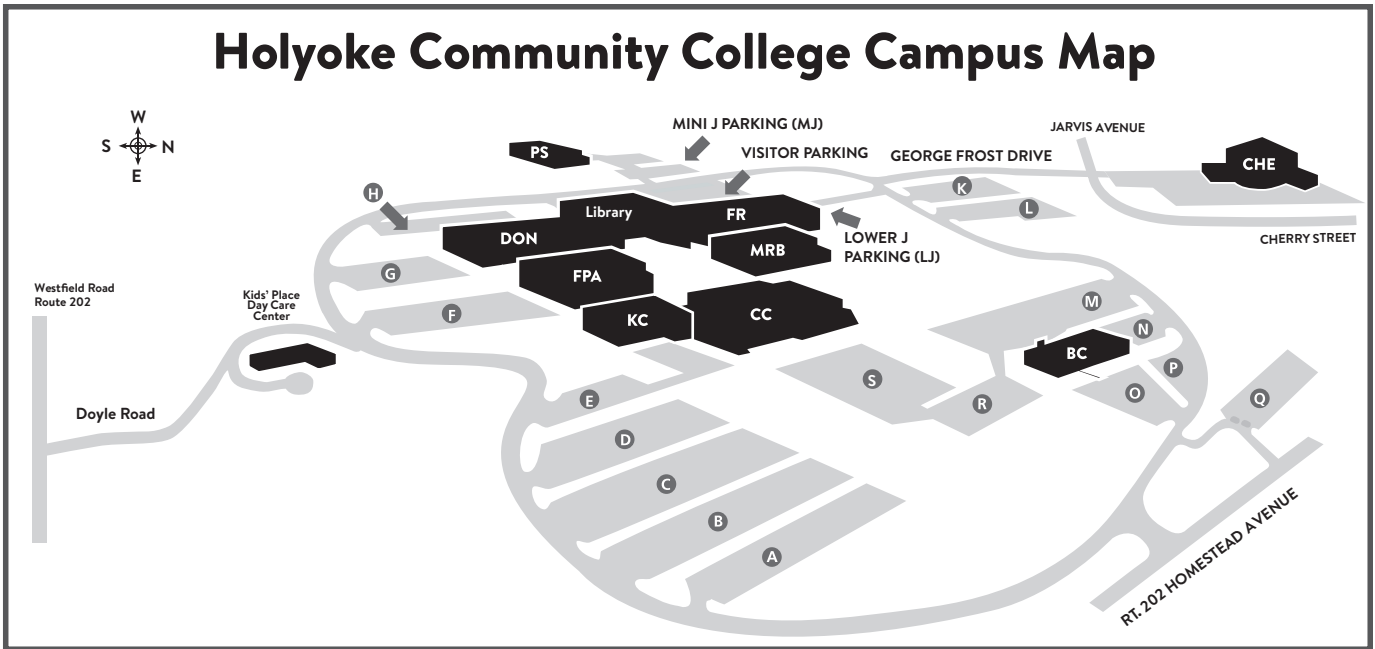 Holyoke Community College Campus Map
W
S
N
E
MINI J PARKING (MJ)
VISITOR PARKING
GEORGE FROST DRIVE
JARVIS AVENUE
PS
CHE
H
K
L
Library
FR
DON
MRB
LOWER J
PARKING (LJ)
CHERRY STREET
G
FPA
Westfield Road
Route 202
Kids' Place
Day Care
Center
F
KC
CC
M
N
BC
P
S
O
R
Q
E
Doyle Road
D
C
B
A
RT. 202 HOMESTEAD AVENUE